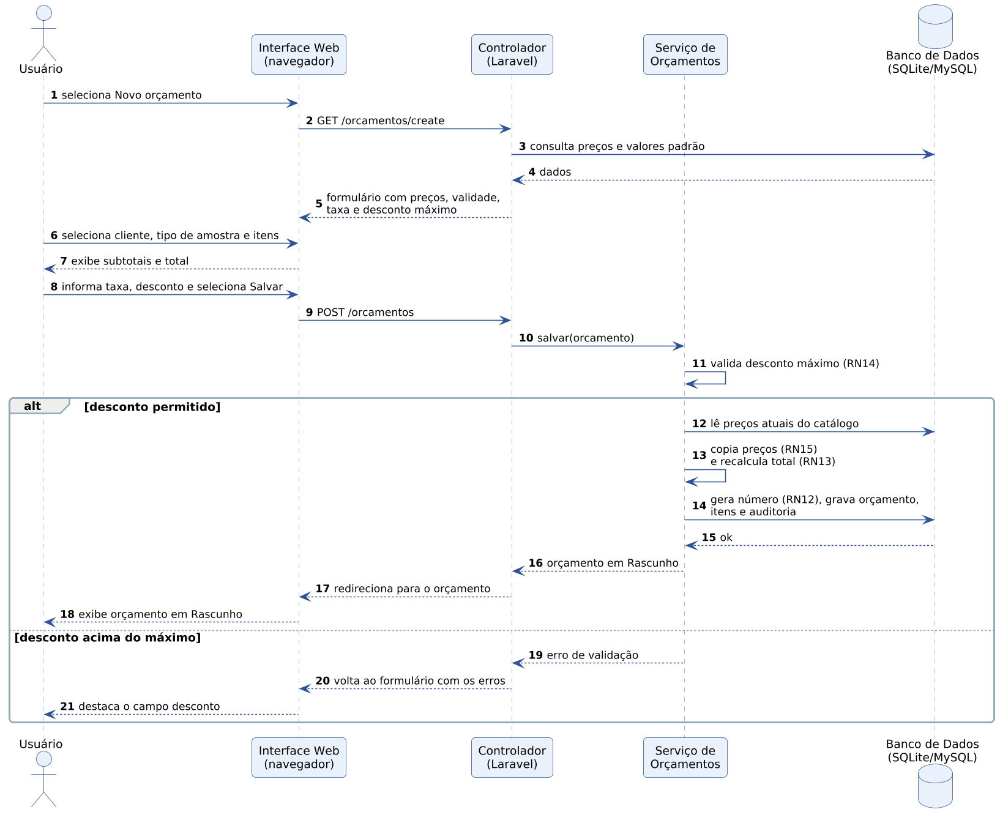 Usuário
Interface Web
(navegador)
Controlador
(Laravel)
Serviço de
Orçamentos
Banco de Dados
(SQLite/MySQL)
1 seleciona Novo orçamento
2 GET /orcamentos/create
3 consulta preços e valores padrão
4 dados
5 formulário com preços, validade,
taxa e desconto máximo
6 seleciona cliente, tipo de amostra e itens
7 exibe subtotais e total
8 informa taxa, desconto e seleciona Salvar
9 POST /orcamentos
10 salvar(orcamento)
11 valida desconto máximo (RN14)
alt [desconto permitido]
12 lê preços atuais do catálogo
13 copia preços (RN15)
e recalcula total (RN13)
14 gera número (RN12), grava orçamento,
itens e auditoria
15 ok
16 orçamento em Rascunho
17 redireciona para o orçamento
18 exibe orçamento em Rascunho
[desconto acima do máximo]
19 erro de validação
20 volta ao formulário com os erros
21 destaca o campo desconto
Usuário
Interface Web
(navegador)
Controlador
(Laravel)
Serviço de
Orçamentos
Banco de Dados
(SQLite/MySQL)